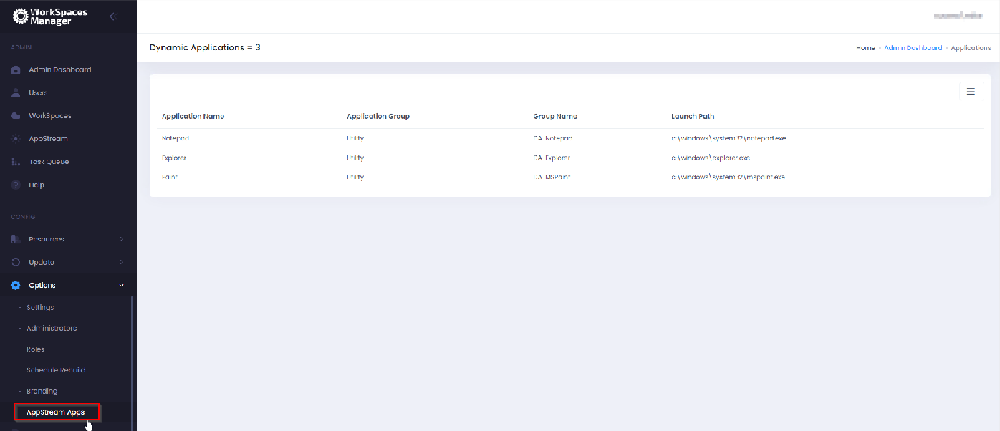 WorkSpaces
Manager
ADMIN
Admin Dashboard
Users
WorkSpaces
AppStream
Task Queue
Help
CONFIG
Resources
Update
Options
- Settings
- Administrators
- Roles
Schedule Rebuild
- Branding
- AppStream Apps
Dynamic Applications = 3
Home • Admin Dashboard • Applications
Application Name Application Group Group Name Launch Path
Notepad Utility DA_Notepad c:\windows\system32\notepad.exe
Explorer Utility DA_Explorer c:\windows\explorer.exe
Paint Utility DA_MSPaint c:\windows\system32\mspaint.exe